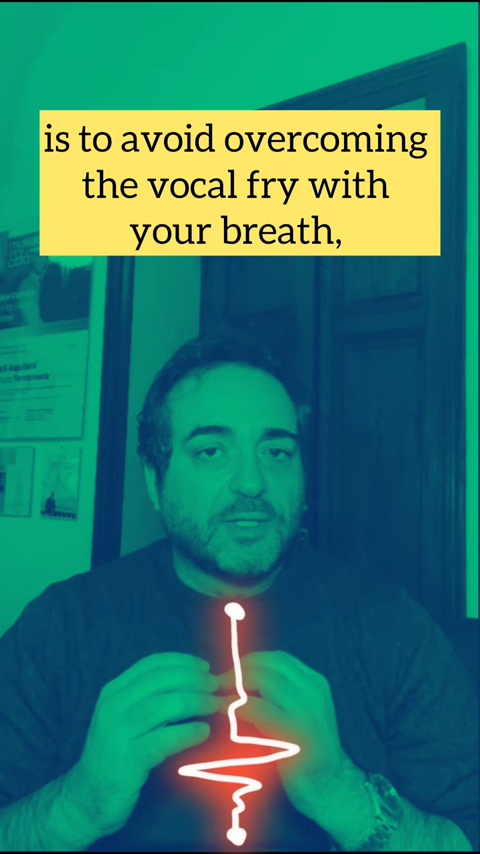 is to avoid overcoming
the vocal fry with
your breath,